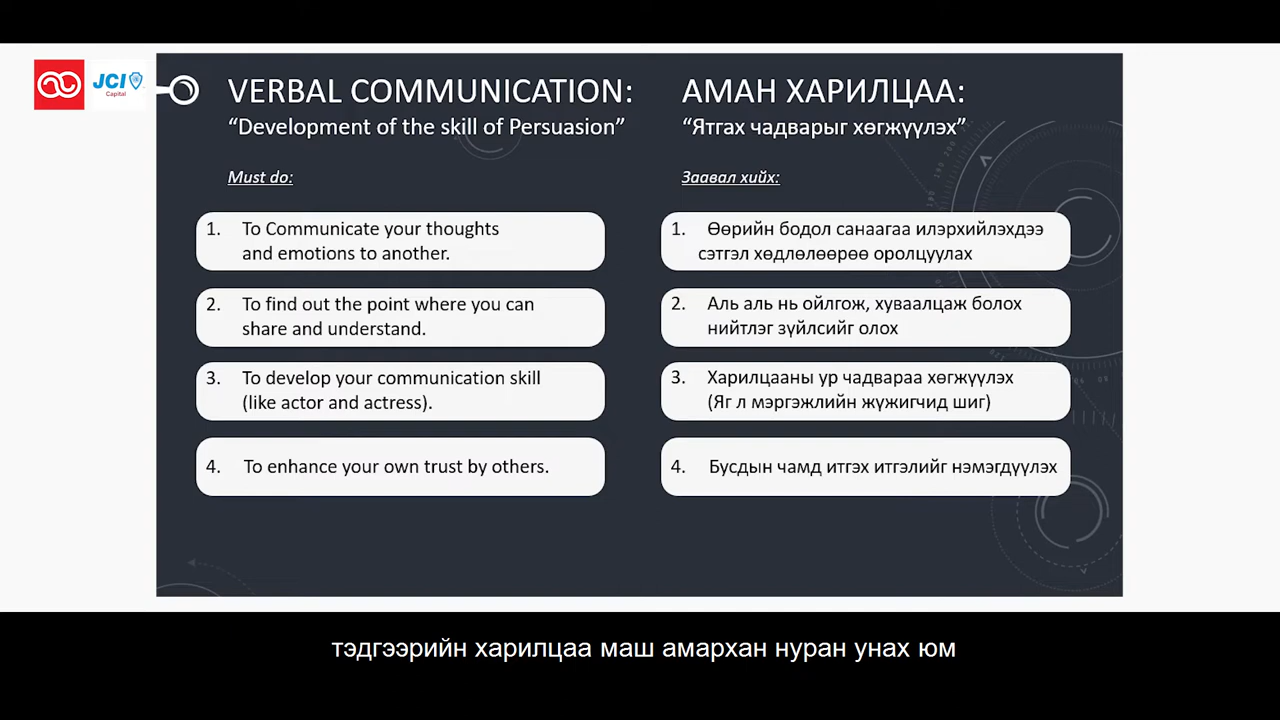 JCI
Capital
VERBAL COMMUNICATION:
“Development of the skill of Persuasion”
Must do:
1. To Communicate your thoughts
and emotions to another.
2. To find out the point where you can
share and understand.
3. To develop your communication skill
(like actor and actress).
4. To enhance your own trust by others.
АМАН ХАРИЛЦАА:
“Ятгах чадварыг хөгжүүлэх”
Заавал хийх:
1. Өөрийн бодол санаагаа илэрхийлэхдээ
сэтгэл хөдлөлөөрөө оролцуулах
2. Аль аль нь ойлгож, хуваалцаж болох
нийтлэг зүйлсийг олох
3. Харилцааны ур чадвараа хөгжүүлэх
(Яг л мэргэжлийн жүжигчид шиг)
4. Бусдын чамд итгэх итгэлийг нэмэгдүүлэх
тэдгээрийн харилцаа маш амархан нуран унах юм